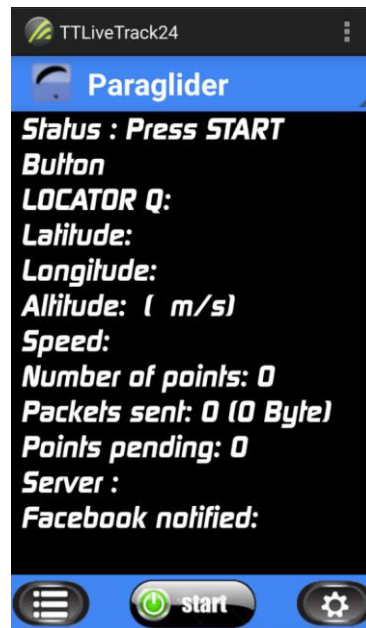 TTLiveTrack24
Paraglider
Status : Press START
Button
LOCATOR Q:
Latitude:
Longitude:
Altitude:  (  m/s)
Speed:
Number of points: 0
Packets sent: 0 (0 Byte)
Points pending: 0
Server :
Facebook notified:
start